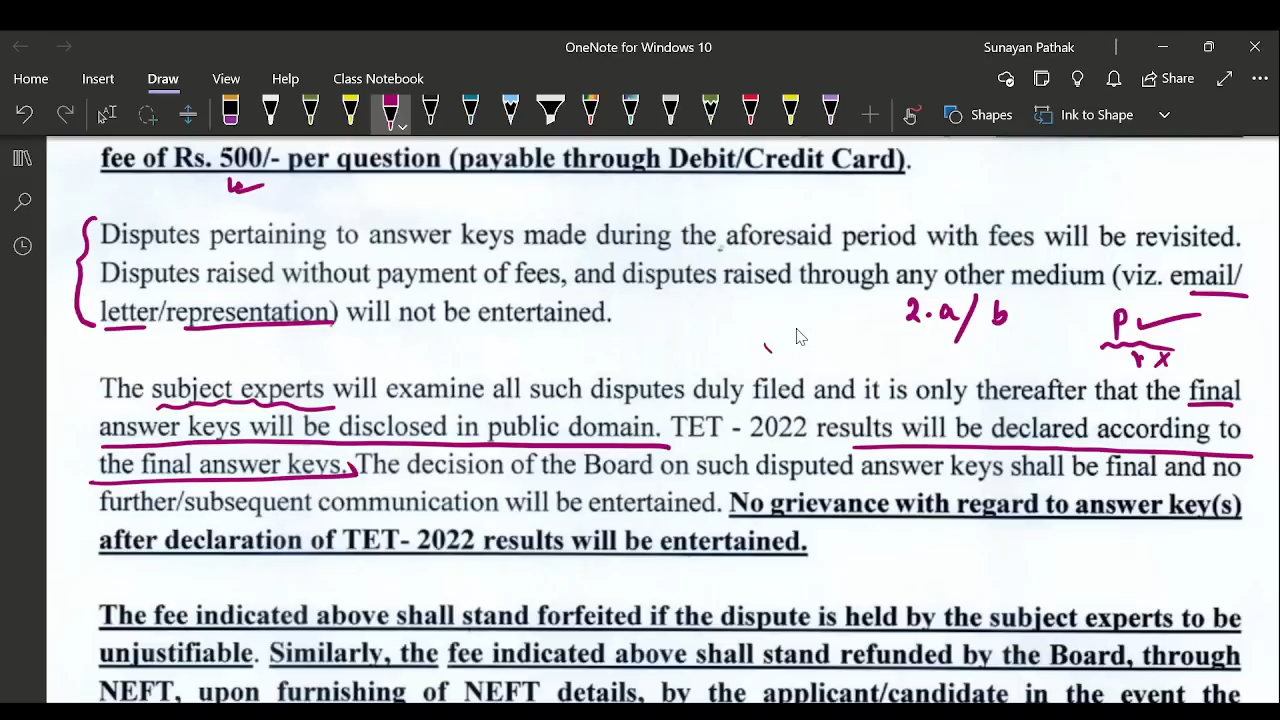 OneNote for Windows 10
Sunayan Pathak
Home Insert Draw View Help Class Notebook Share
Shapes Ink to Shape
fee of Rs. 500/- per question (payable through Debit/Credit Card).
Disputes pertaining to answer keys made during the aforesaid period with fees will be revisited.
Disputes raised without payment of fees, and disputes raised through any other medium (viz. email/
letter/representation) will not be entertained.
2. a/ b
P
r x
The subject experts will examine all such disputes duly filed and it is only thereafter that the final
answer keys will be disclosed in public domain. TET - 2022 results will be declared according to
the final answer keys. The decision of the Board on such disputed answer keys shall be final and no
further/subsequent communication will be entertained. No grievance with regard to answer key(s)
after declaration of TET- 2022 results will be entertained.
The fee indicated above shall stand forfeited if the dispute is held by the subject experts to be
unjustifiable. Similarly, the fee indicated above shall stand refunded by the Board, through
NEFT, upon furnishing of NEFT details, by the applicant/candidate in the event the